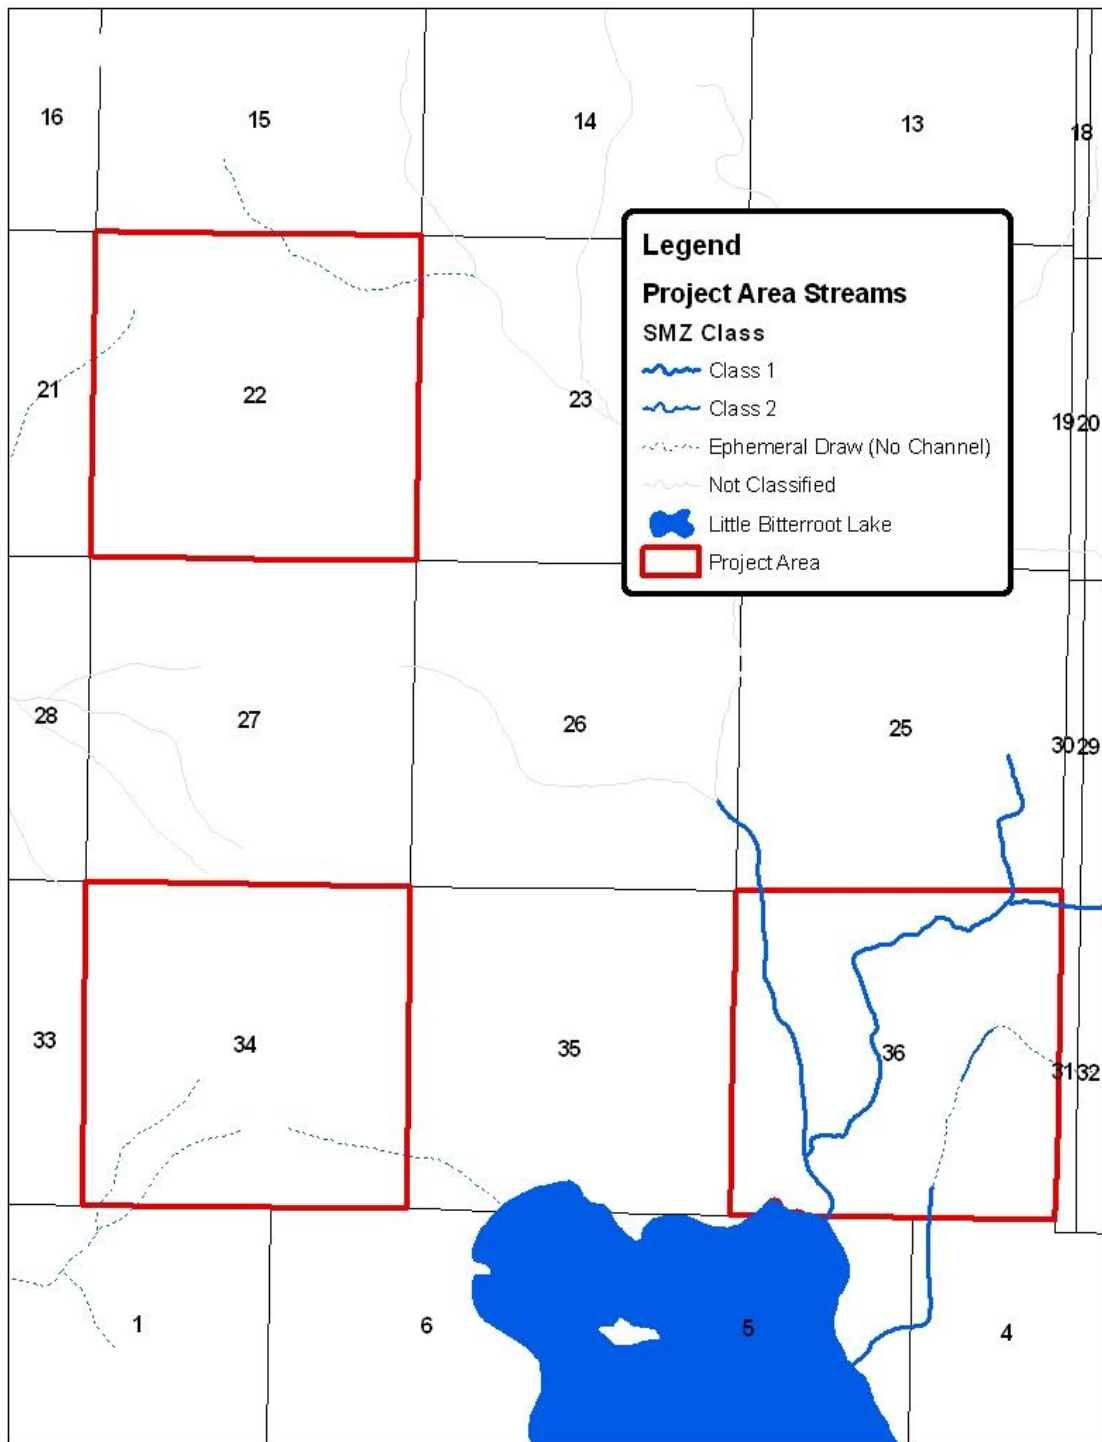 16
15
14
13
18
Legend
Project Area Streams
SMZ Class
Class 1
Class 2
Ephemeral Draw (No Channel)
Not Classified
Little Bitterroot Lake
Project Area
21
22
23
19
20
28
27
26
25
30
29
33
34
35
36
31
32
1
6
5
4